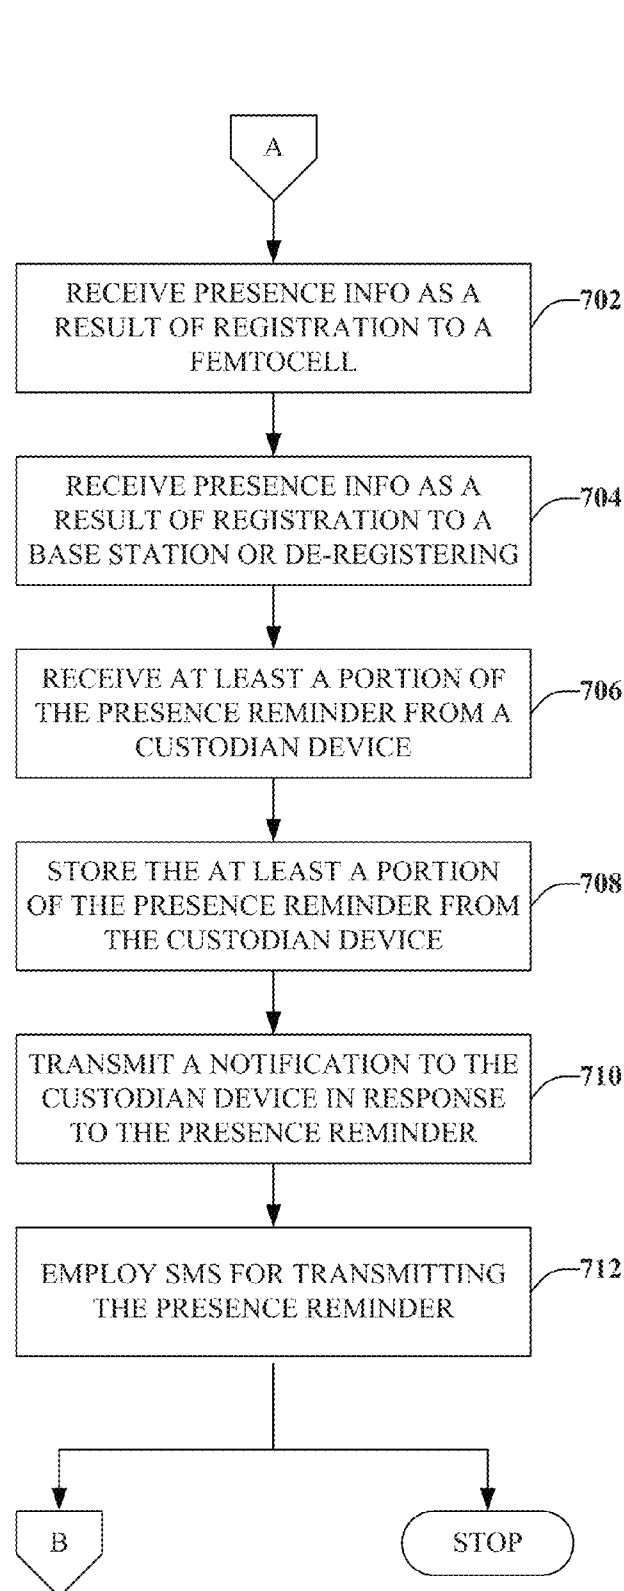 A
RECEIVE PRESENCE INFO AS A
RESULT OF REGISTRATION TO A
FEMTOCELL
702
RECEIVE PRESENCE INFO AS A
RESULT OF REGISTRATION TO A
BASE STATION OR DE-REGISTERING
704
RECEIVE AT LEAST A PORTION OF
THE PRESENCE REMINDER FROM A
CUSTODIAN DEVICE
706
STORE THE AT LEAST A PORTION
OF THE PRESENCE REMINDER FROM
THE CUSTODIAN DEVICE
708
TRANSMIT A NOTIFICATION TO THE
CUSTODIAN DEVICE IN RESPONSE
TO THE PRESENCE REMINDER
710
EMPLOY SMS FOR TRANSMITTING
THE PRESENCE REMINDER
712
B
STOP